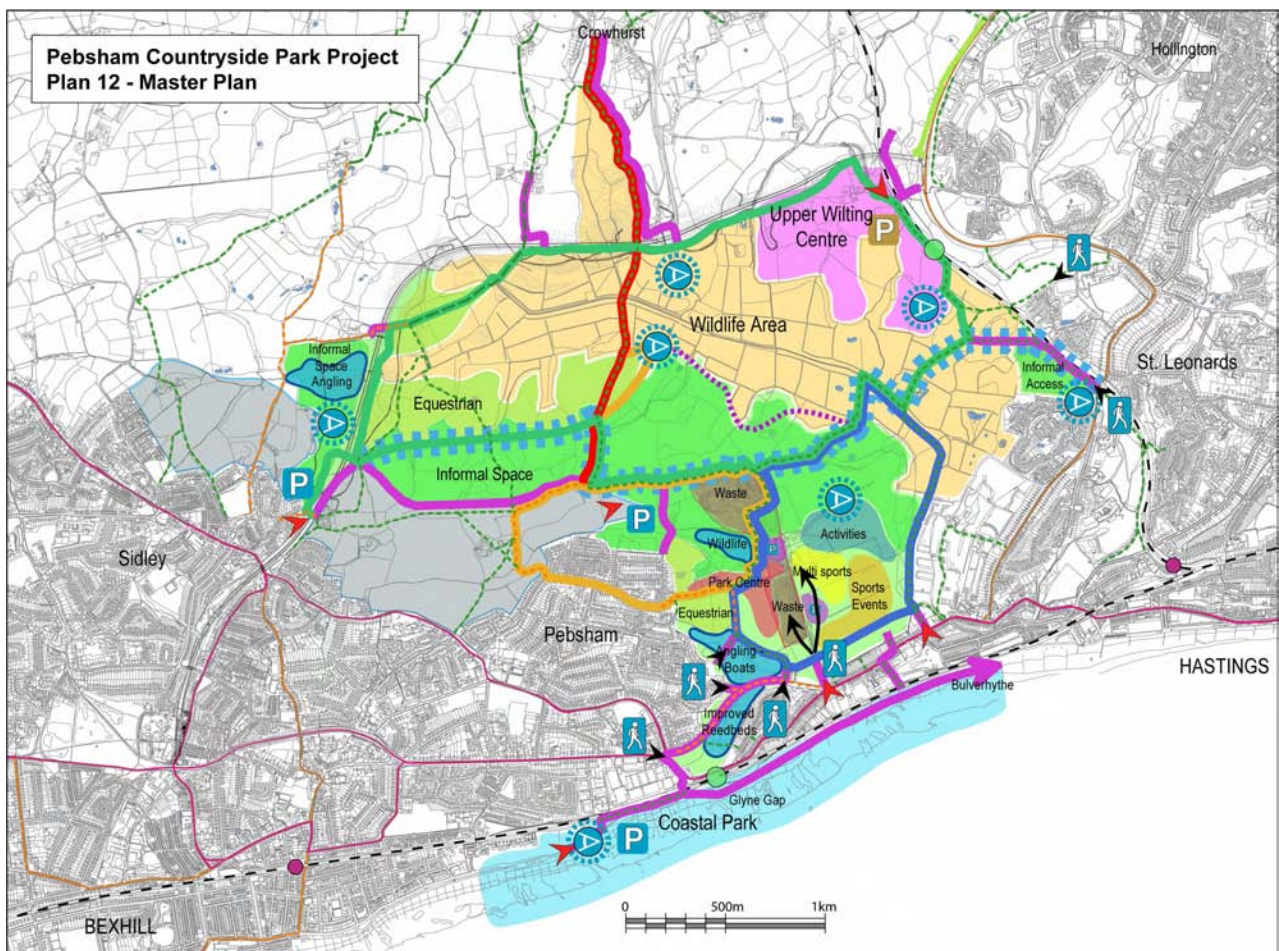 Pebsham Countryside Park Project
Plan 12 - Master Plan
Crowhurst
Hollington
Upper Wilting
Centre
P
A
Wildlife Area
A
A
Informal
Space
Angling
A
Equestrian
St. Leonards
Informal
Access
A
Informal Space
P
P
Waste
A
Activities
Wildlife
P
Sidley
Multi sports
Park Centre
Sports
Events
Waste
Equestrian
Pebsham
Angling -
Boats
HASTINGS
Bulverhythe
Improved
Reedbeds
Glyne Gap
Coastal Park
A
P
BEXHILL
0 500m 1km